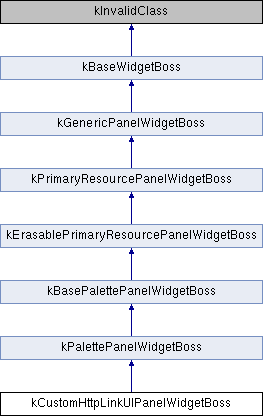 kInvalidClass
kBaseWidgetBoss
kGenericPanelWidgetBoss
kPrimaryResourcePanelWidgetBoss
kErasablePrimaryResourcePanelWidgetBoss
kBasePalettePanelWidgetBoss
kPalettePanelWidgetBoss
kCustomHttpLinkUIPanelWidgetBoss